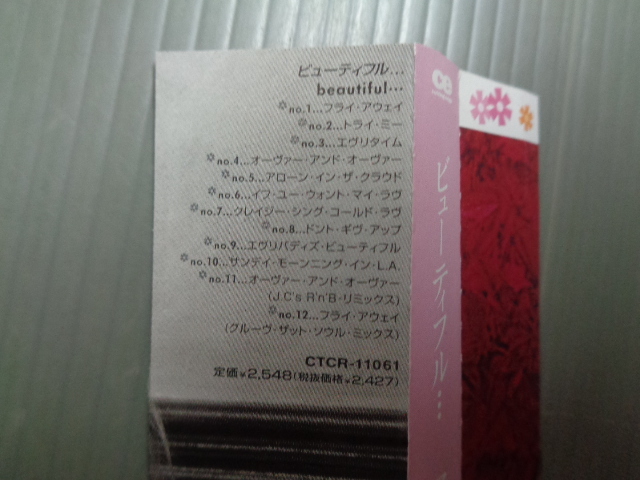 ビューティフル…
beautiful…
no.1…フライ・アウェイ
no.2…トライ・ミー
no.3…エヴリタイム
no.4…オーヴァー・アンド・オーヴァー
no.5…アローン・イン・ザ・クラウド
no.6…イフ・ユー・ウォント・マイ・ラヴ
no.7…クレイジー・シング・コールド・ラヴ
no.8…ドント・ギヴ・アップ
no.9…エヴリバディズ・ビューティフル
no.10…サンデイ・モーンニング・イン・L.A.
no.11…オーヴァー・アンド・オーヴァー
(J.C's R'n'B・リミックス)
no.12…フライ・アウェイ
(グルーヴ・ザット・ソウル・ミックス)
CTCR-11061
定価¥2,548(税抜価格¥2,427)
ビューティフル…